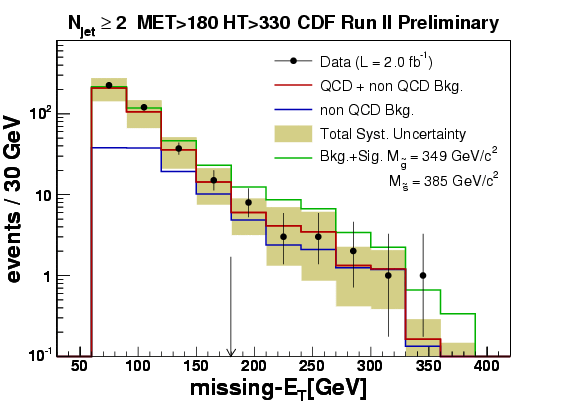 N_jet ≥ 2 MET>180 HT>330 CDF Run II Preliminary
Data (L = 2.0 fb⁻¹)
QCD + non QCD Bkg.
non QCD Bkg.
Total Syst. Uncertainty
Bkg.+Sig. M_g̃ = 349 GeV/c²
M_s̃ = 385 GeV/c²
events / 30 GeV
10²
10
1
10⁻¹
50 100 150 200 250 300 350 400
missing-E_T[GeV]